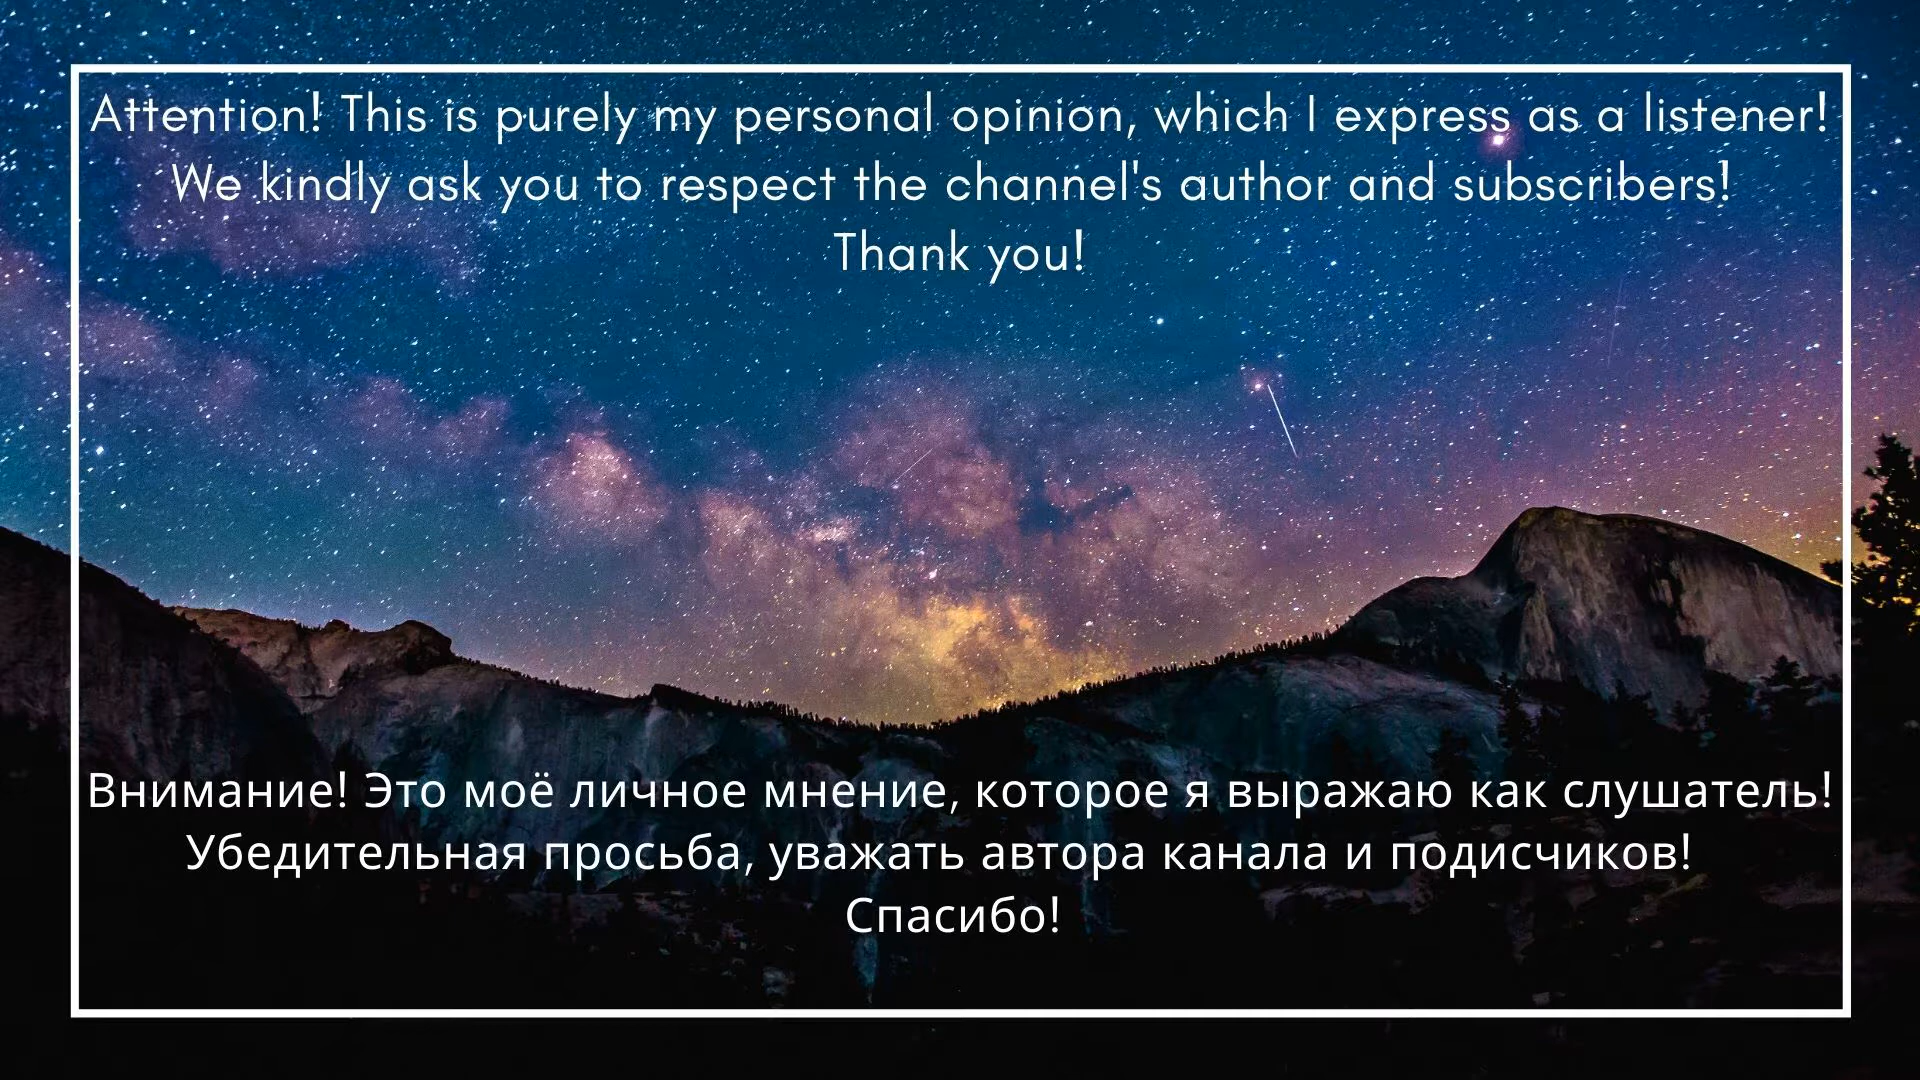 Attention! This is purely my personal opinion, which I express as a listener!
We kindly ask you to respect the channel's author and subscribers!
Thank you!
Внимание! Это моё личное мнение, которое я выражаю как слушатель!
Убедительная просьба, уважать автора канала и подисчиков!
Спасибо!